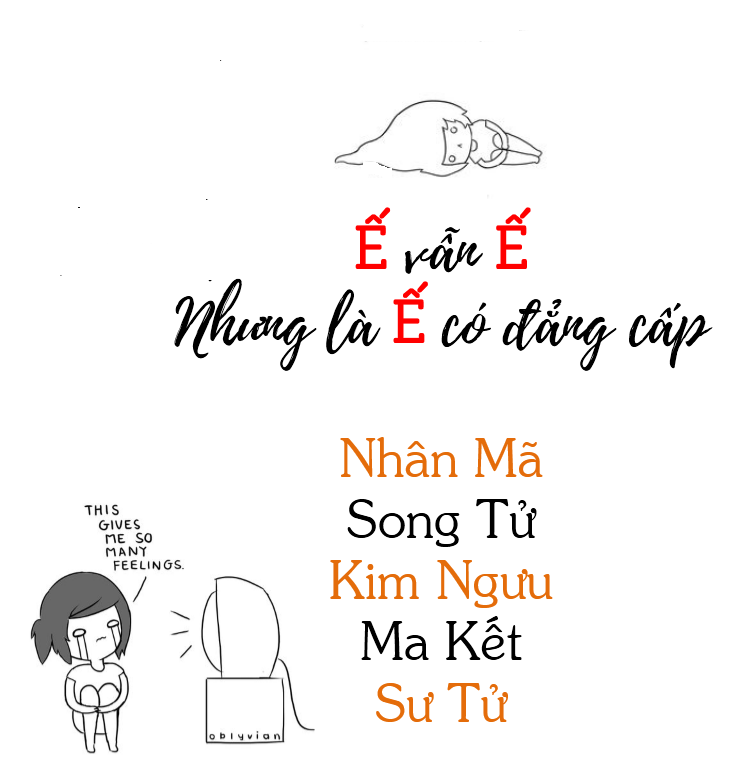 Ế vẫn Ế
Nhưng là Ế có đẳng cấp
Nhân Mã
Song Tử
Kim Ngưu
Ma Kết
Sư Tử
THIS
GIVES
ME SO
MANY
FEELINGS.
oblyvian